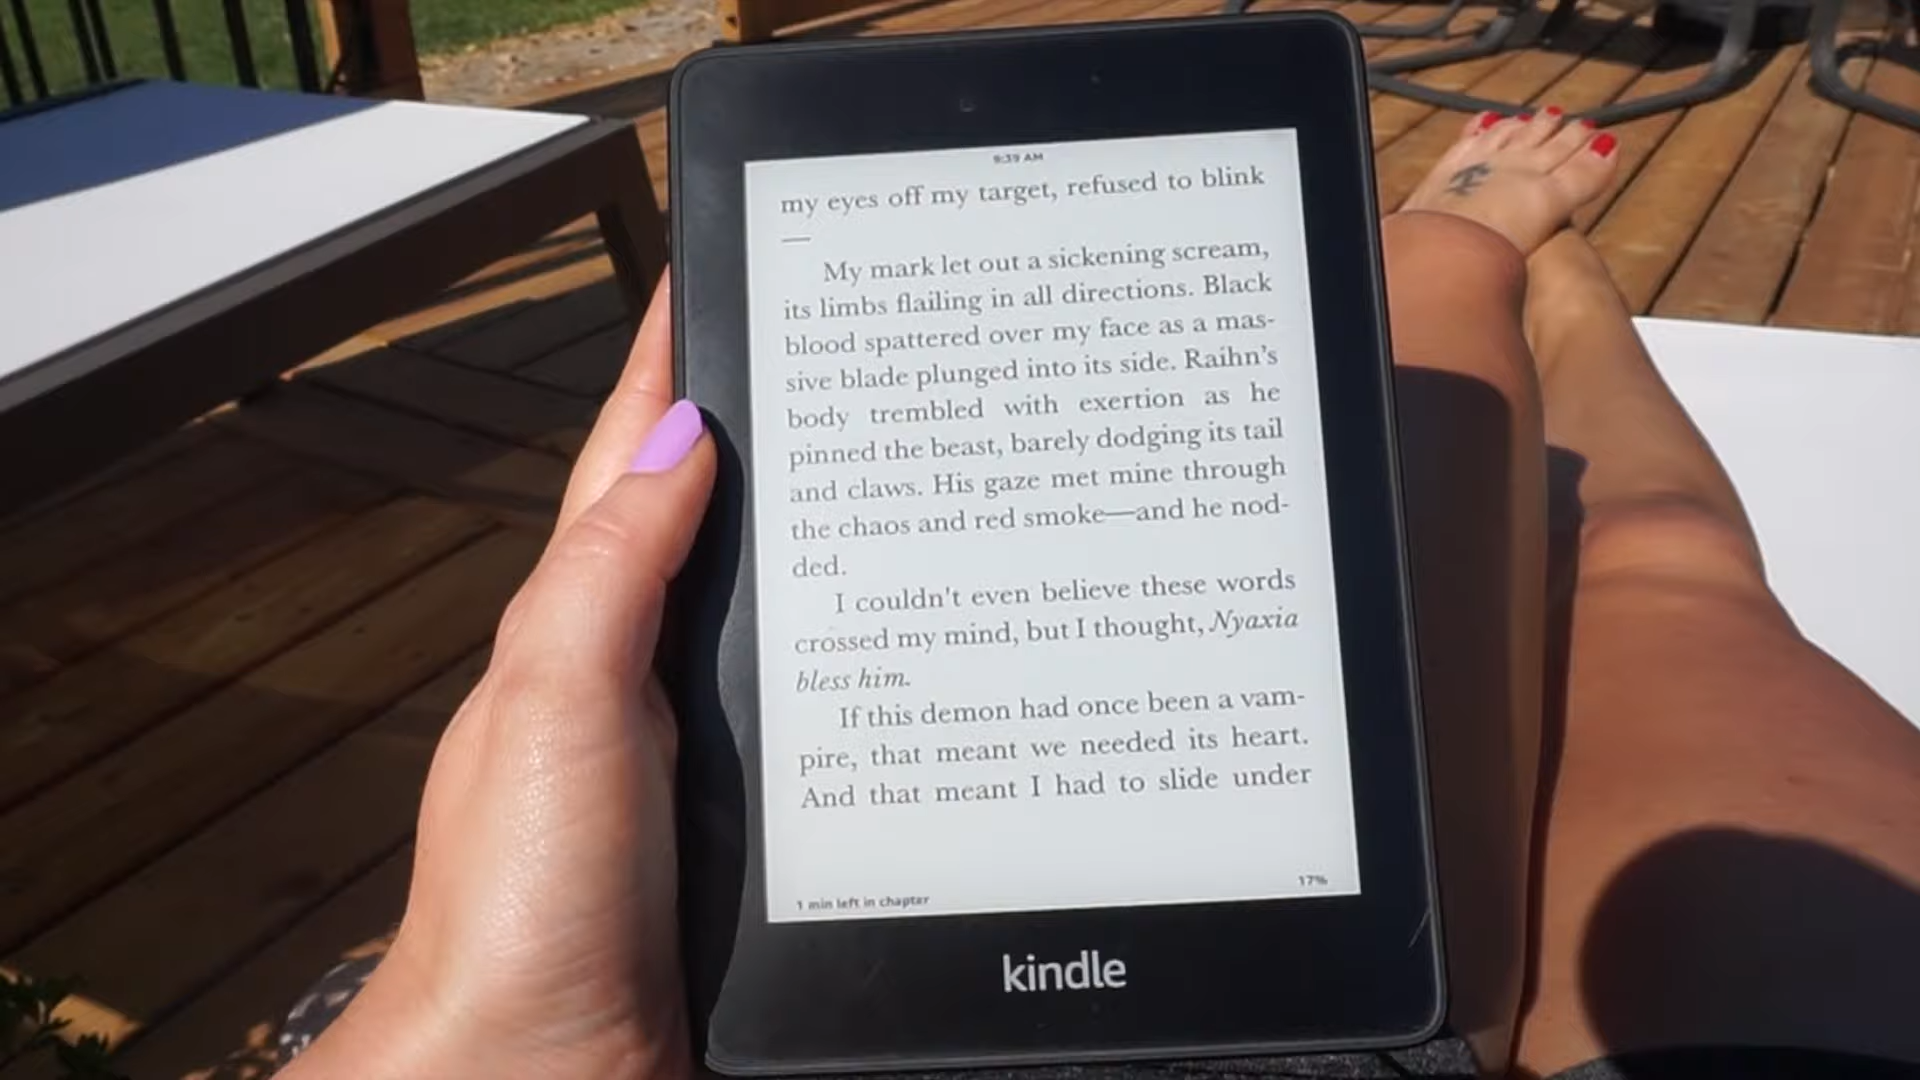 9:39 AM
my eyes off my target, refused to blink
—
My mark let out a sickening scream,
its limbs flailing in all directions. Black
blood spattered over my face as a mas-
sive blade plunged into its side. Raihn’s
body trembled with exertion as he
pinned the beast, barely dodging its tail
and claws. His gaze met mine through
the chaos and red smoke—and he nod-
ded.
I couldn't even believe these words
crossed my mind, but I thought, Nyaxia
bless him.
If this demon had once been a vam-
pire, that meant we needed its heart.
And that meant I had to slide under
1 min left in chapter
17%
kindle